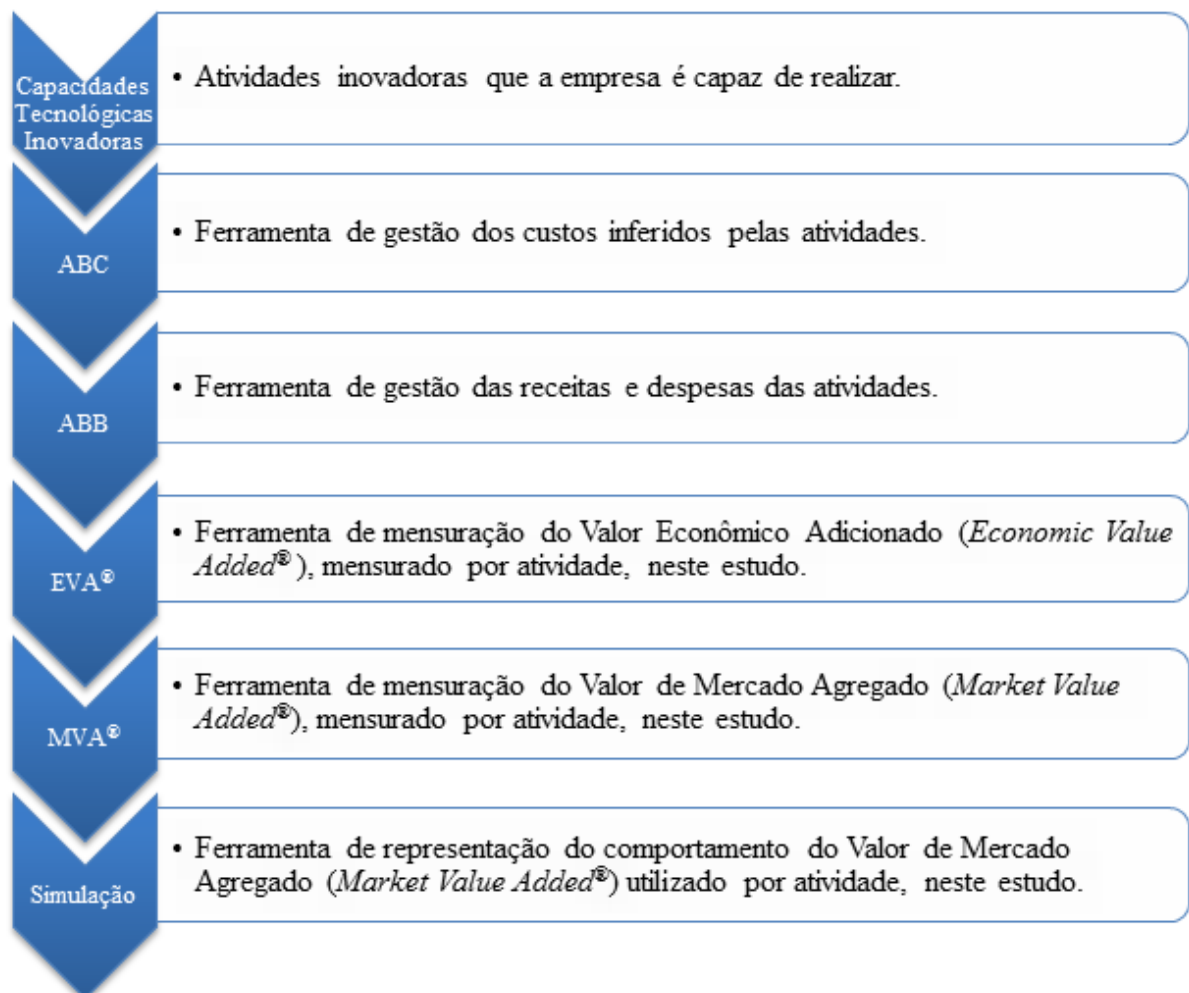 Capacidades
Tecnológicas
Inovadoras
• Atividades inovadoras que a empresa é capaz de realizar.
ABC
• Ferramenta de gestão dos custos inferidos pelas atividades.
ABB
• Ferramenta de gestão das receitas e despesas das atividades.
EVA®
• Ferramenta de mensuração do Valor Econômico Adicionado (Economic Value
Added®), mensurado por atividade, neste estudo.
MVA®
• Ferramenta de mensuração do Valor de Mercado Agregado (Market Value
Added®), mensurado por atividade, neste estudo.
Simulação
• Ferramenta de representação do comportamento do Valor de Mercado
Agregado (Market Value Added®) utilizado por atividade, neste estudo.